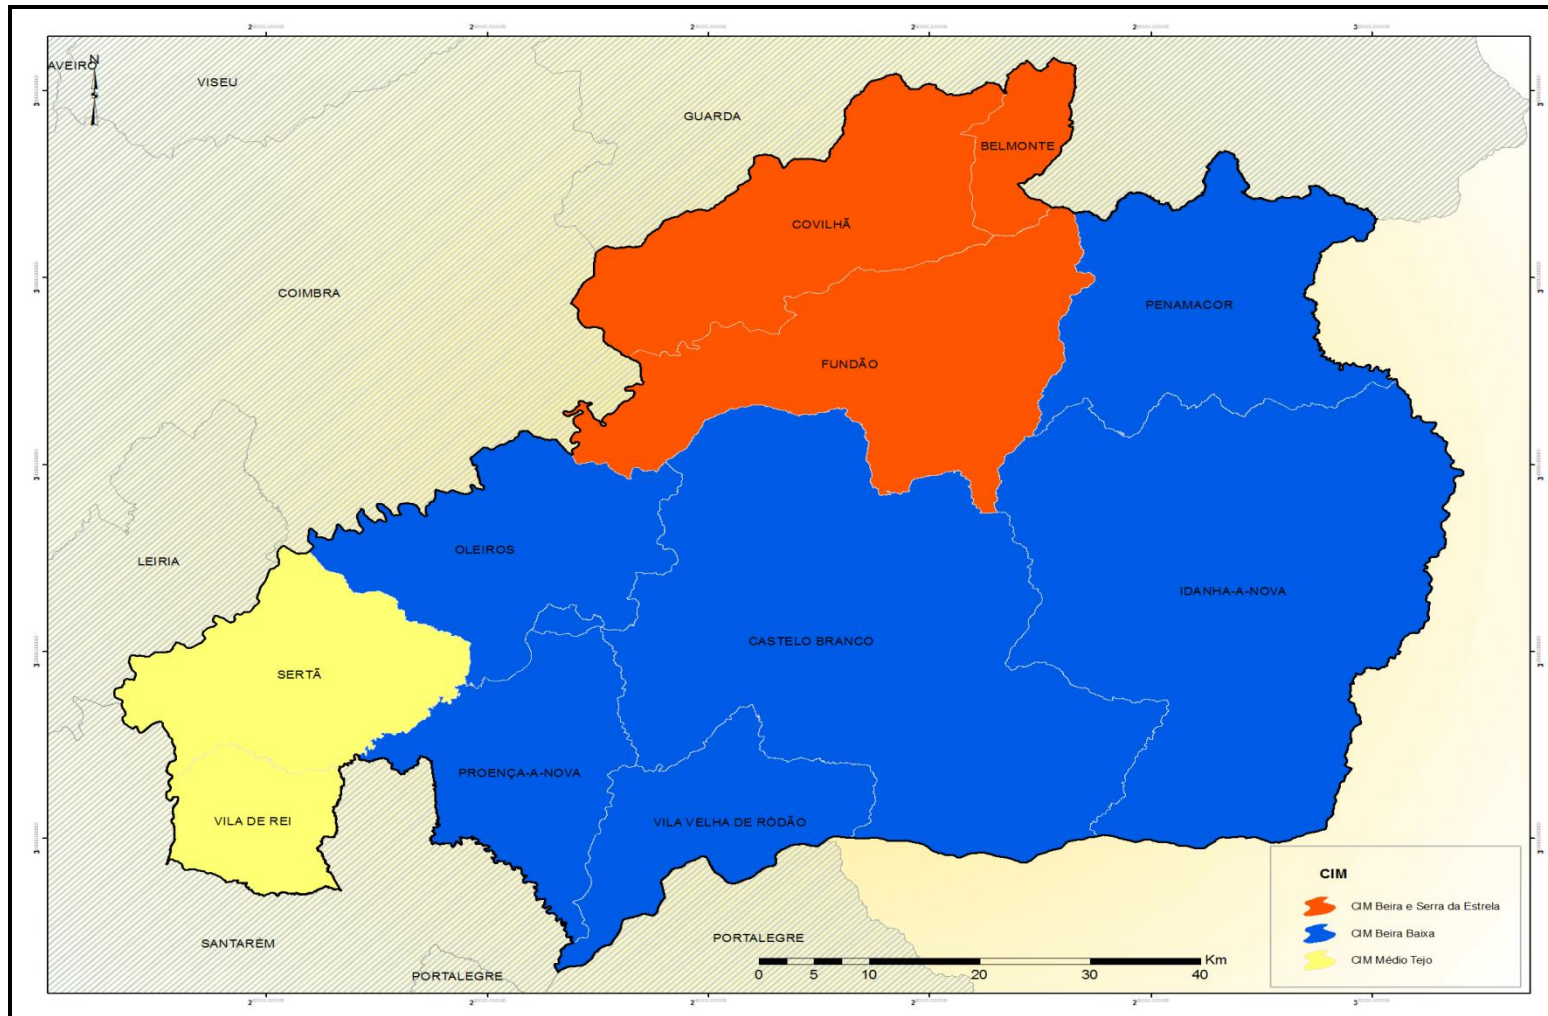 AVEIRO
N
VISEU
GUARDA
BELMONTE
COVILHÃ
COIMBRA
PENAMACOR
FUNDÃO
OLEIROS
LEIRIA
IDANHA-A-NOVA
CASTELO BRANCO
SERTÃ
PROENÇA-A-NOVA
VILA DE REI
VILA VELHA DE RÓDÃO
SANTARÉM
PORTALEGRE
PORTALEGRE
Km
0 5 10 20 30 40
CIM
CIM Beira e Serra da Estrela
CIM Beira Baixa
CIM Médio Tejo